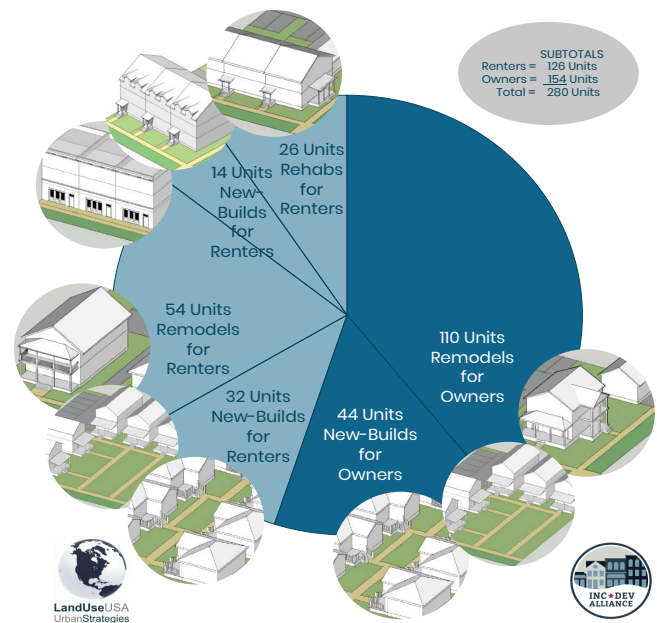 SUBTOTALS
Renters = 126 Units
Owners = 154 Units
Total = 280 Units
26 Units
Rehabs
for
Renters
14 Units
New-
Builds
for
Renters
54 Units
Remodels
for
Renters
32 Units
New-Builds
for
Renters
44 Units
New-Builds
for
Owners
110 Units
Remodels
for
Owners
LandUseUSA
UrbanStrategies
INC★DEV
ALLIANCE